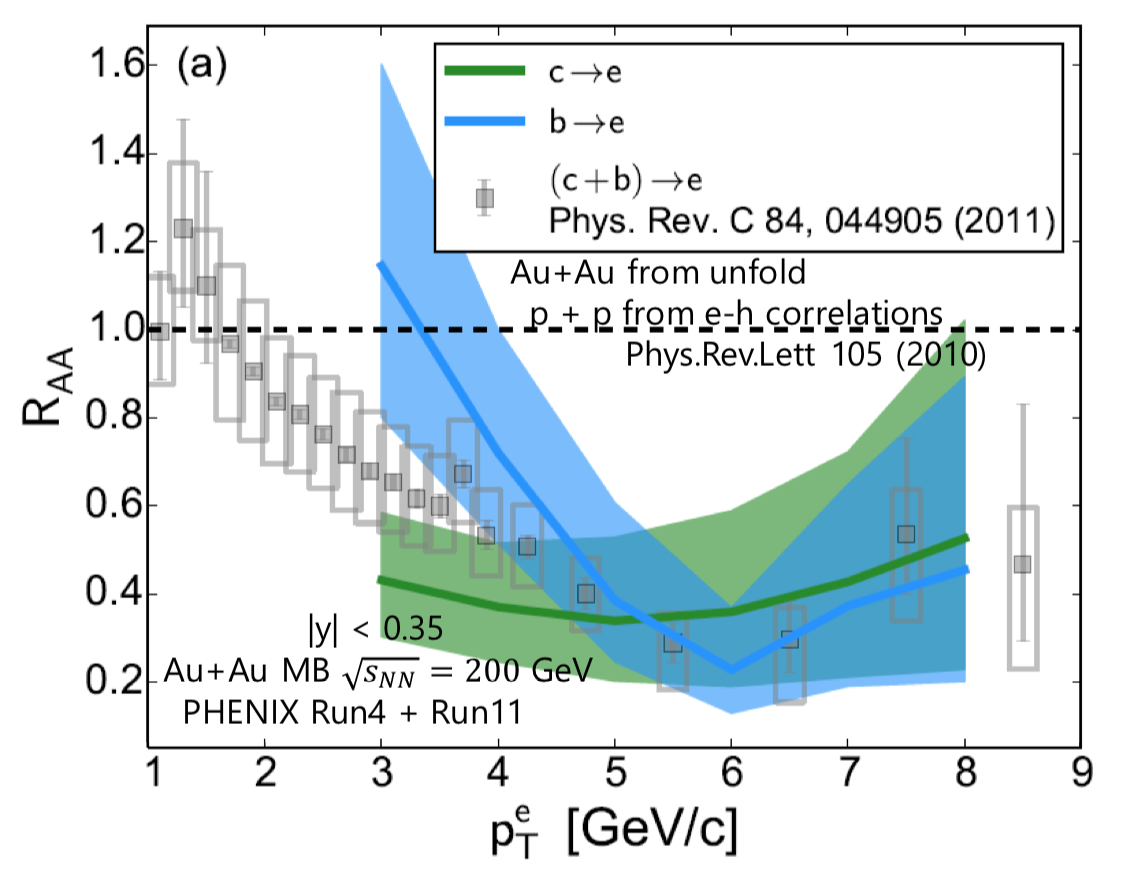 (a)
c→e
b→e
(c+b)→e
Phys. Rev. C 84, 044905 (2011)
Au+Au from unfold
p + p from e-h correlations
Phys.Rev.Lett 105 (2010)
|y| < 0.35
Au+Au MB √s_NN = 200 GeV
PHENIX Run4 + Run11
R_AA
1.6
1.4
1.2
1.0
0.8
0.6
0.4
0.2
1 2 3 4 5 6 7 8 9
p_T^e [GeV/c]